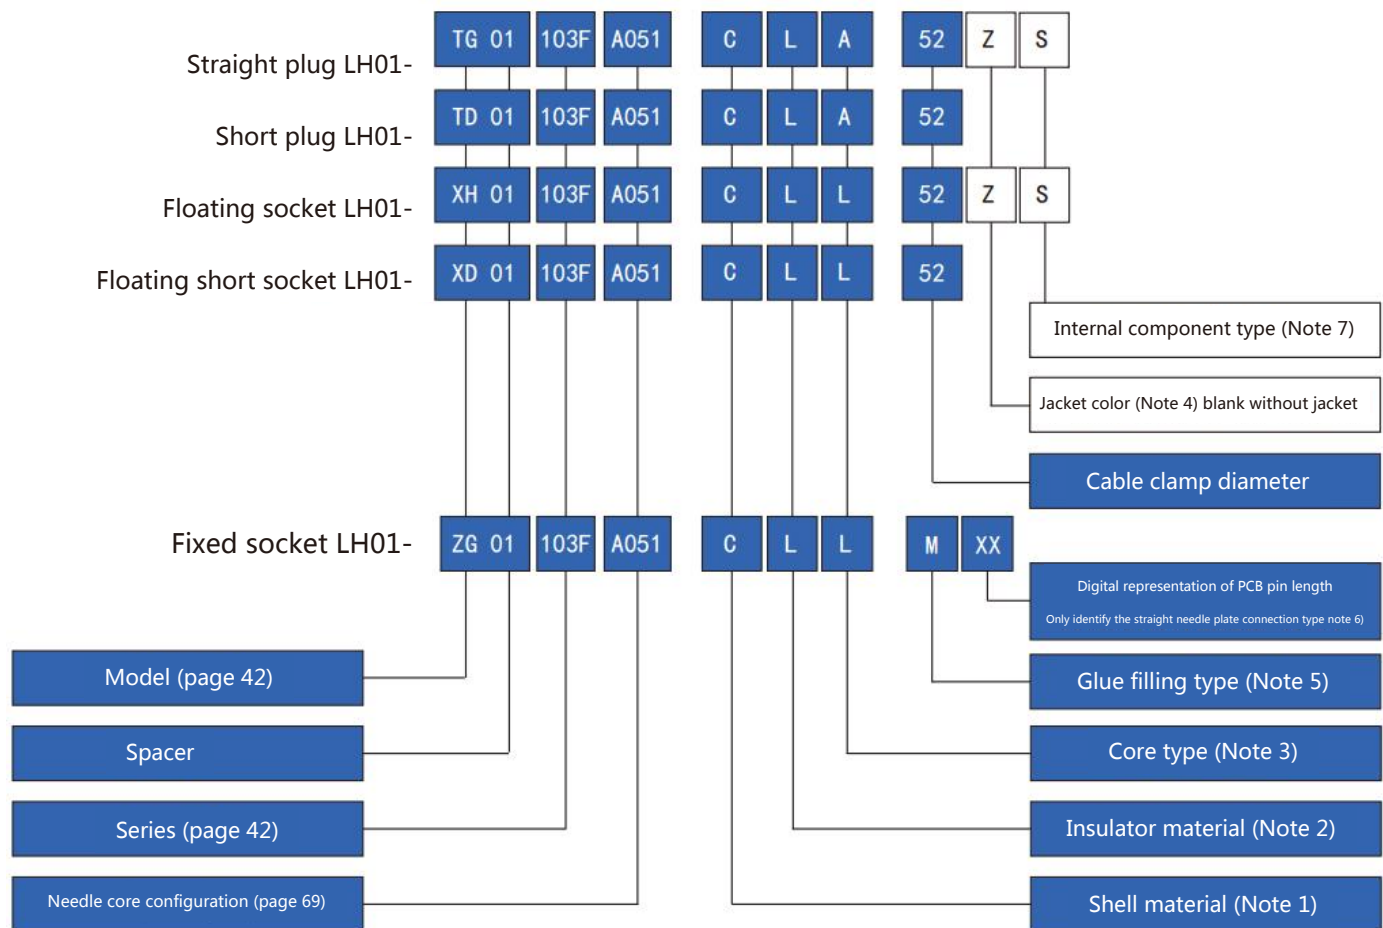 Straight plug LH01- TG 01 103F A051 C L A 52 Z S
Short plug LH01- TD 01 103F A051 C L A 52
Floating socket LH01- XH 01 103F A051 C L L 52 Z S
Floating short socket LH01- XD 01 103F A051 C L L 52
Internal component type (Note 7)
Jacket color (Note 4) blank without jacket
Cable clamp diameter
Fixed socket LH01- ZG 01 103F A051 C L L M XX
Digital representation of PCB pin length
Only identify the straight needle plate connection type note 6)
Model (page 42)
Glue filling type (Note 5)
Spacer
Core type (Note 3)
Series (page 42)
Insulator material (Note 2)
Needle core configuration (page 69)
Shell material (Note 1)